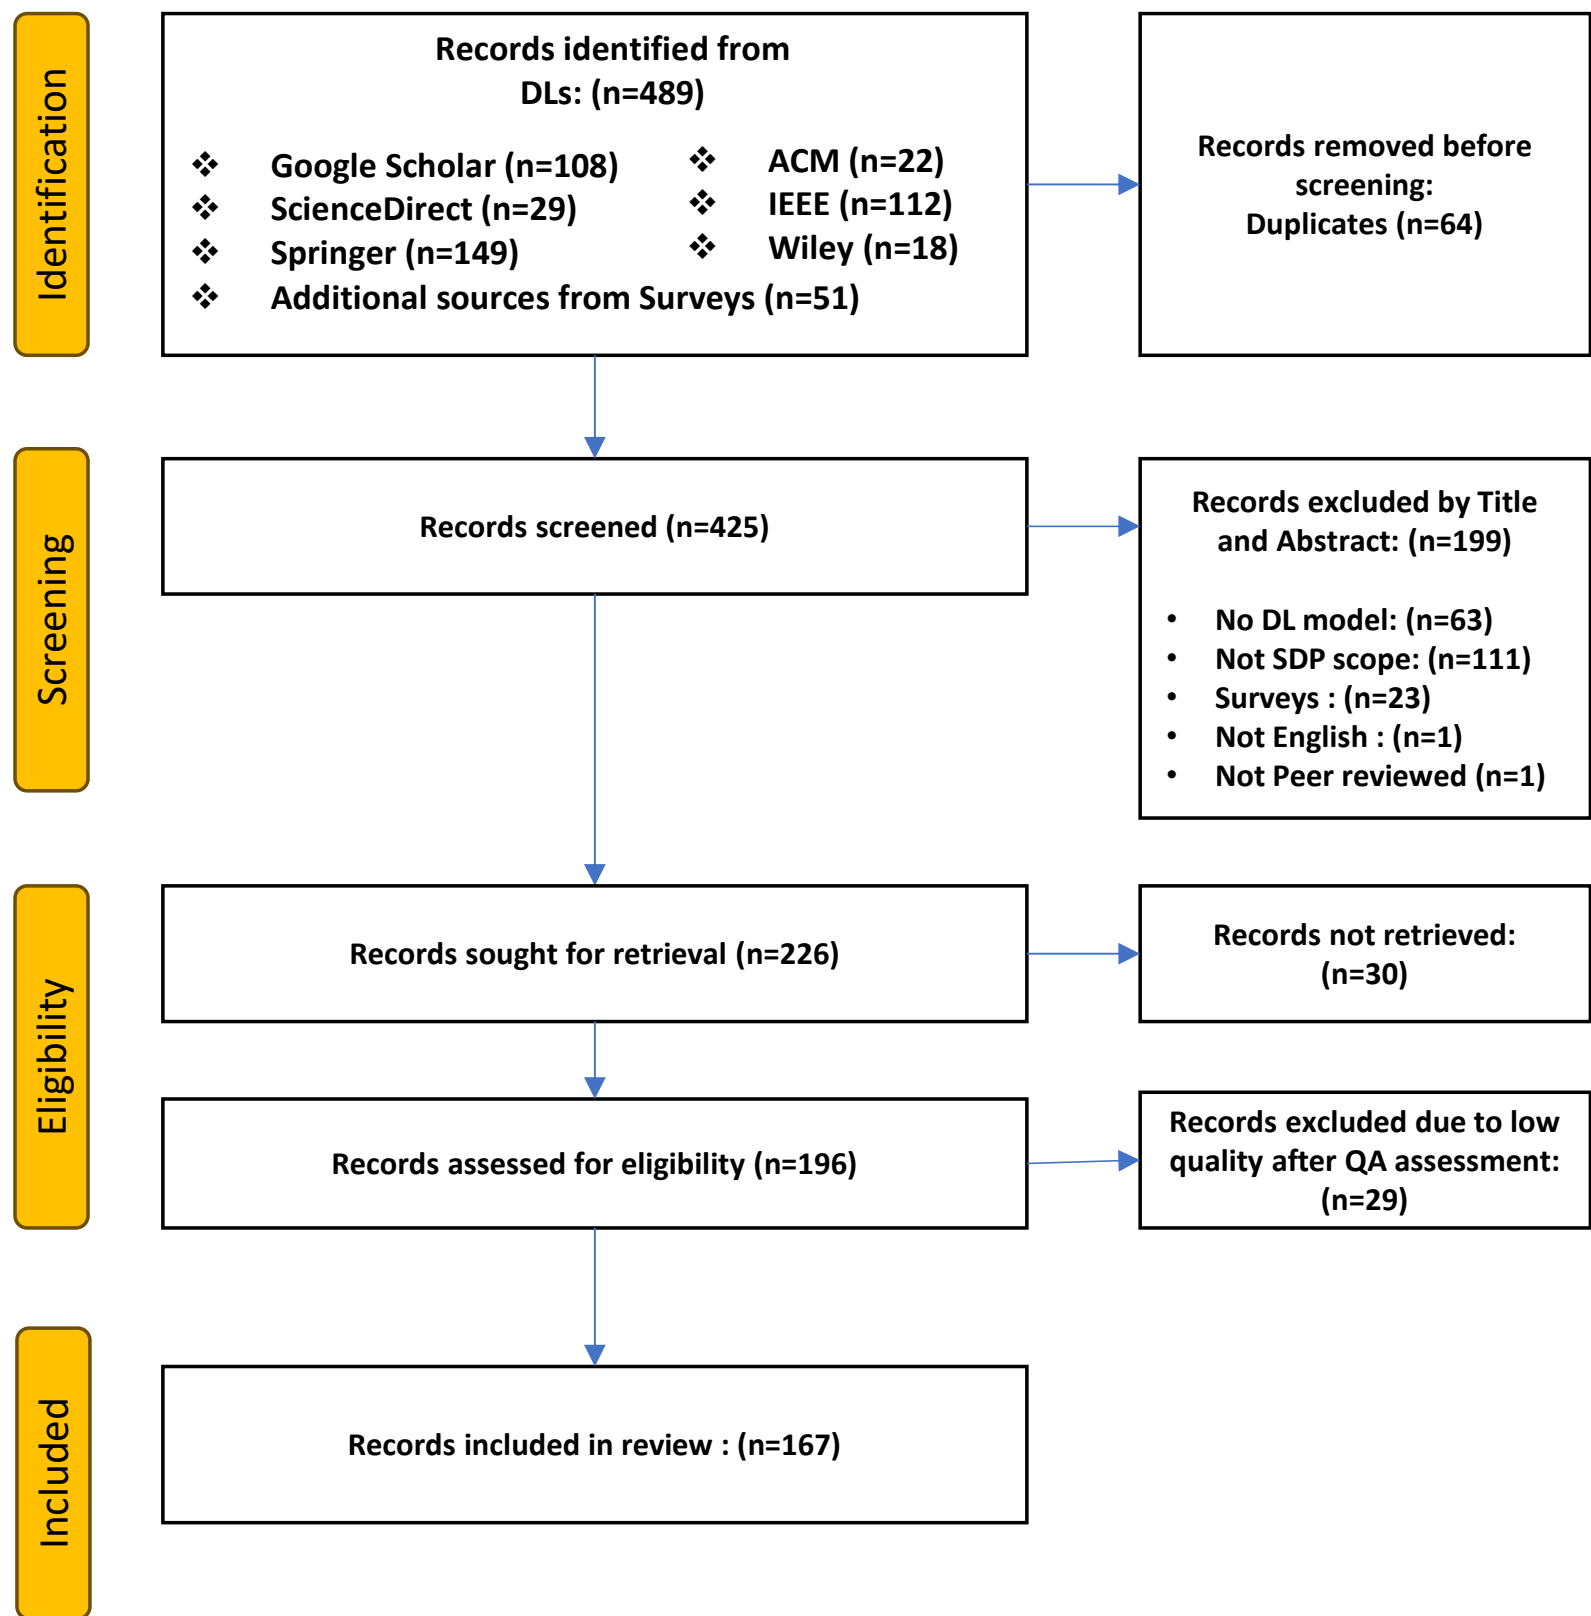 Identification
Records identified from
DLs: (n=489)
❖ Google Scholar (n=108)
❖ ScienceDirect (n=29)
❖ Springer (n=149)
❖ ACM (n=22)
❖ IEEE (n=112)
❖ Wiley (n=18)
❖ Additional sources from Surveys (n=51)
Records removed before
screening:
Duplicates (n=64)
Screening
Records screened (n=425)
Records excluded by Title
and Abstract: (n=199)
• No DL model: (n=63)
• Not SDP scope: (n=111)
• Surveys : (n=23)
• Not English : (n=1)
• Not Peer reviewed (n=1)
Eligibility
Records sought for retrieval (n=226)
Records not retrieved:
(n=30)
Records assessed for eligibility (n=196)
Records excluded due to low
quality after QA assessment:
(n=29)
Included
Records included in review : (n=167)